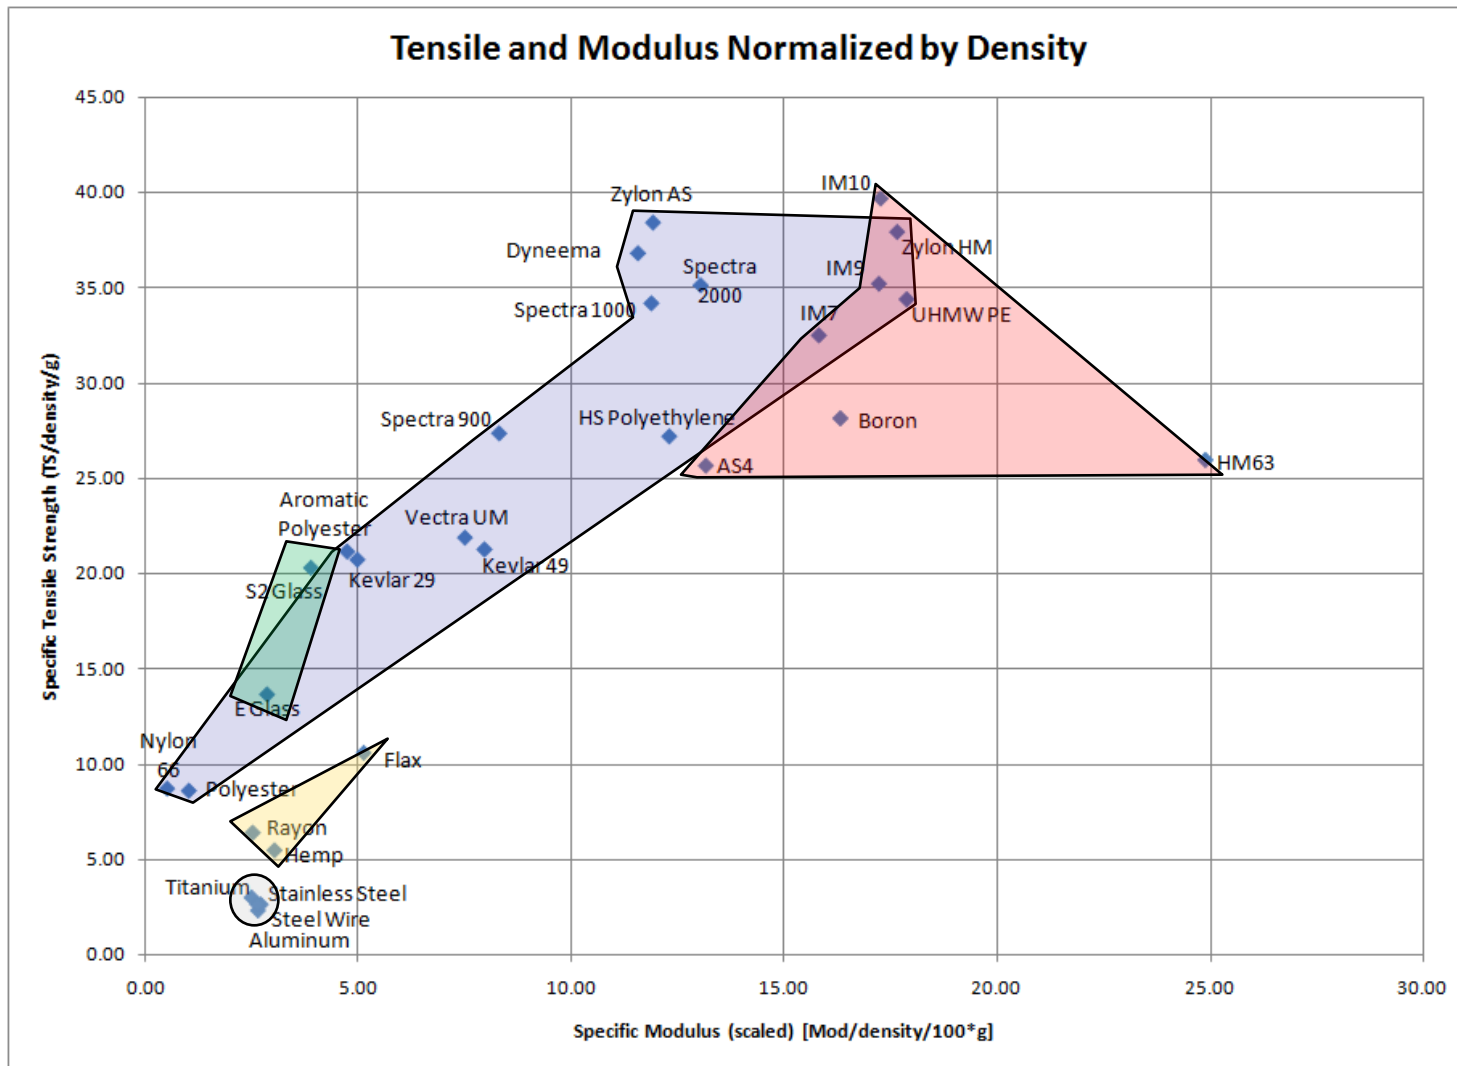 Tensile and Modulus Normalized by Density
45.00
40.00
35.00
30.00
25.00
20.00
15.00
10.00
5.00
0.00
Specific Tensile Strength (TS/density/g)
IM10
Zylon AS
Zylon HM
Dyneema
Spectra
2000
IM9
Spectra 1000
IM7
UHMW PE
Spectra 900
HS Polyethylene
Boron
AS4
HM63
Aromatic
Polyester
Vectra UM
Kevlar 49
Kevlar 29
S2 Glass
E Glass
Nylon
66
Polyester
Flax
Rayon
Hemp
Titanium
Stainless Steel
Steel Wire
Aluminum
0.00 5.00 10.00 15.00 20.00 25.00 30.00
Specific Modulus (scaled) [Mod/density/100*g]